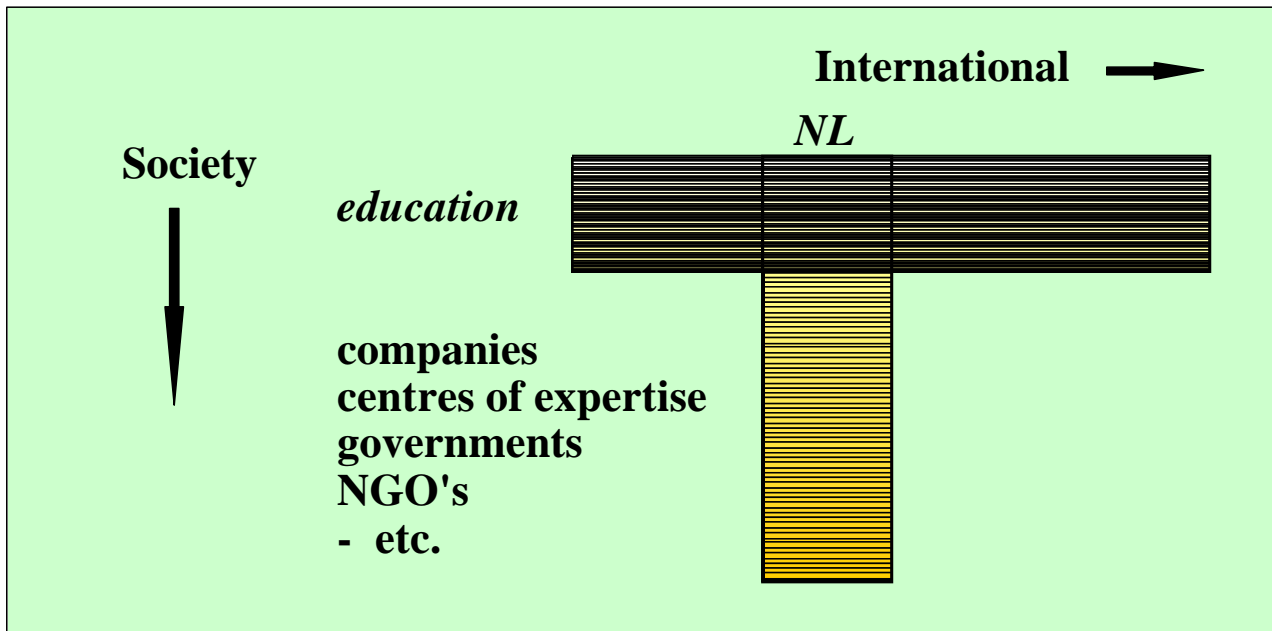 International
NL
Society
education
companies
centres of expertise
governments
NGO's
- etc.